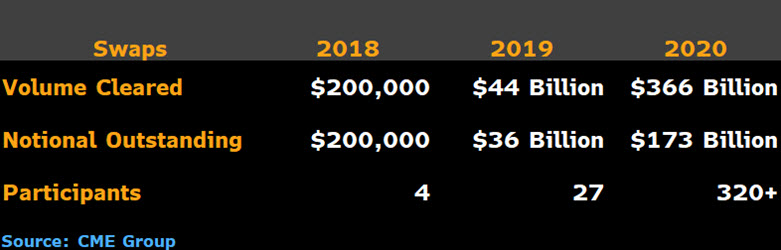 Swaps 2018 2019 2020
Volume Cleared $200,000 $44 Billion $366 Billion
Notional Outstanding $200,000 $36 Billion $173 Billion
Participants 4 27 320+
Source: CME Group